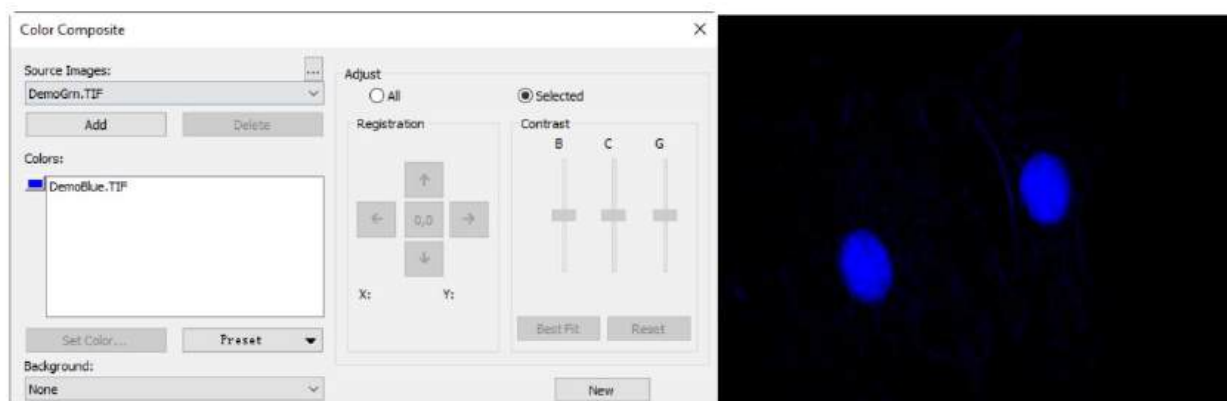 Color Composite
Source Images:
...
DemoGrn.TIF
Add
Delete
Colors:
DemoBlue.TIF
Set Color...
Preset
Background:
None
Adjust
All
Selected
Registration
0,0
X:
Y:
Contrast
B
C
G
Best Fit
Reset
New